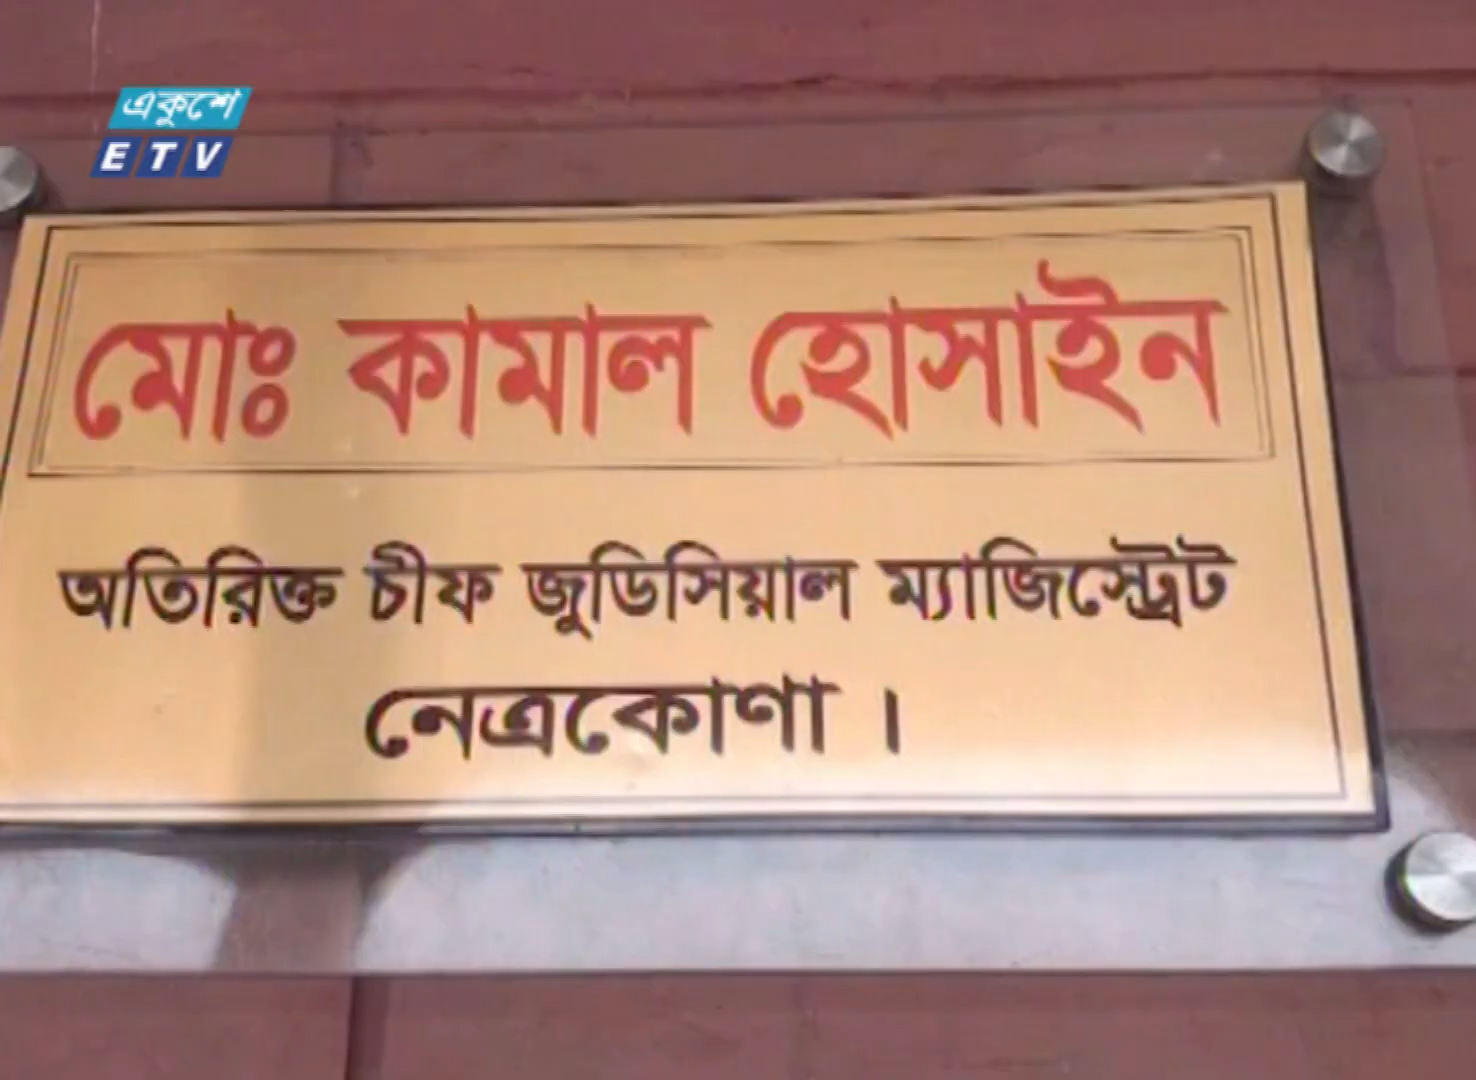 একুশে
ETV
মোঃ কামাল হোসাইন
অতিরিক্ত চীফ জুডিসিয়াল ম্যাজিস্ট্রেট
নেত্রকোণা ।